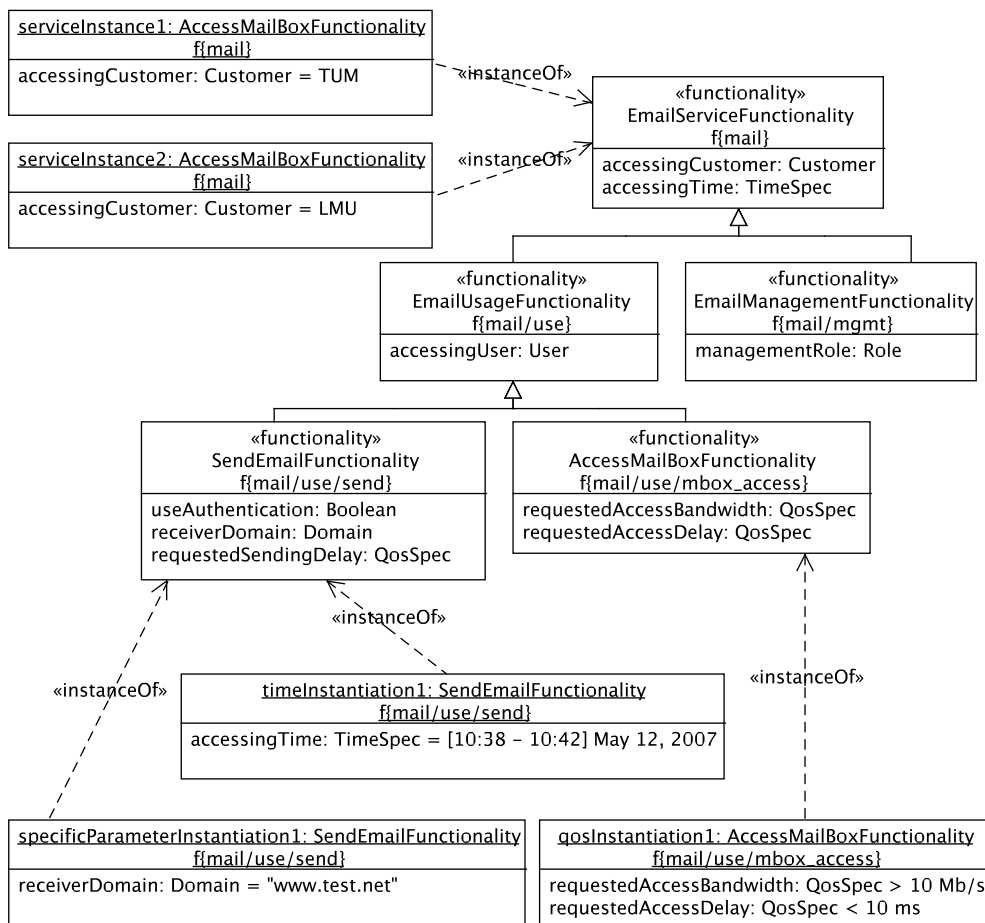 serviceInstance1: AccessMailBoxFunctionality
f{mail}
accessingCustomer: Customer = TUM
«instanceOf»
«functionality»
EmailServiceFunctionality
f{mail}
accessingCustomer: Customer
accessingTime: TimeSpec
serviceInstance2: AccessMailBoxFunctionality
f{mail}
accessingCustomer: Customer = LMU
«instanceOf»
«functionality»
EmailUsageFunctionality
f{mail/use}
accessingUser: User
«functionality»
EmailManagementFunctionality
f{mail/mgmt}
managementRole: Role
«functionality»
SendEmailFunctionality
f{mail/use/send}
useAuthentication: Boolean
receiverDomain: Domain
requestedSendingDelay: QosSpec
«functionality»
AccessMailBoxFunctionality
f{mail/use/mbox_access}
requestedAccessBandwidth: QosSpec
requestedAccessDelay: QosSpec
«instanceOf»
«instanceOf»
«instanceOf»
timeInstantiation1: SendEmailFunctionality
f{mail/use/send}
accessingTime: TimeSpec = [10:38 – 10:42] May 12, 2007
specificParameterInstantiation1: SendEmailFunctionality
f{mail/use/send}
receiverDomain: Domain = "www.test.net"
qosInstantiation1: AccessMailBoxFunctionality
f{mail/use/mbox_access}
requestedAccessBandwidth: QosSpec > 10 Mb/s
requestedAccessDelay: QosSpec < 10 ms